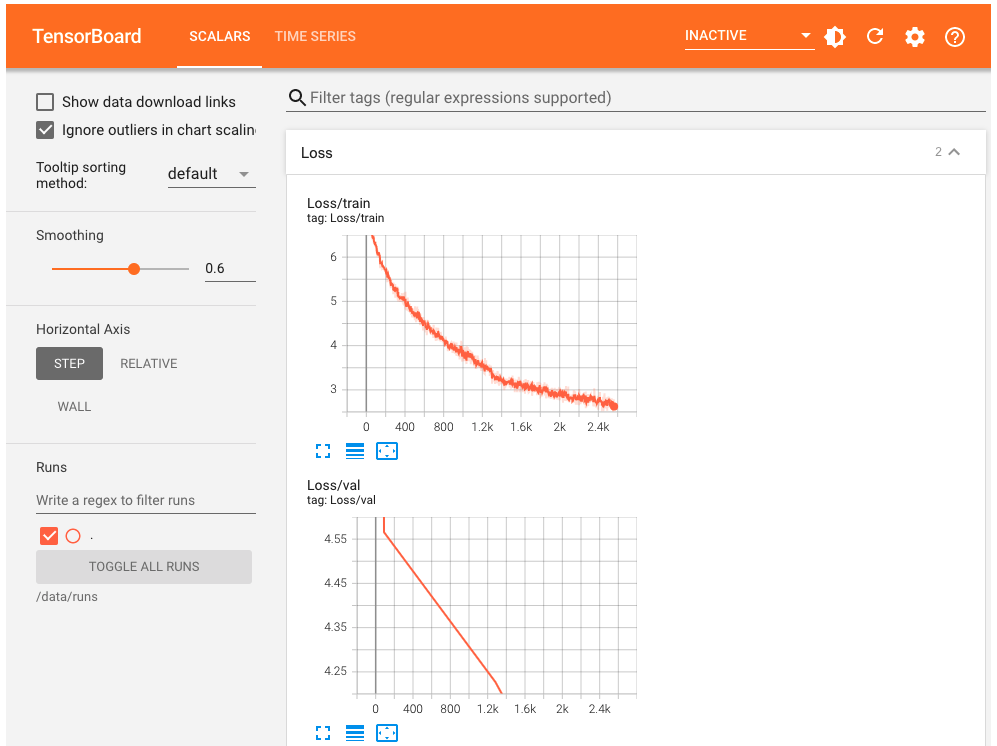 TensorBoard SCALARS TIME SERIES INACTIVE
Show data download links
Ignore outliers in chart scalin
Tooltip sorting
method:
default
Smoothing
0.6
Horizontal Axis
STEP RELATIVE
WALL
Runs
Write a regex to filter runs
.
TOGGLE ALL RUNS
/data/runs
Filter tags (regular expressions supported)
Loss 2
Loss/train
tag: Loss/train
6
5
4
3
0 400 800 1.2k 1.6k 2k 2.4k
Loss/val
tag: Loss/val
4.55
4.45
4.35
4.25
0 400 800 1.2k 1.6k 2k 2.4k